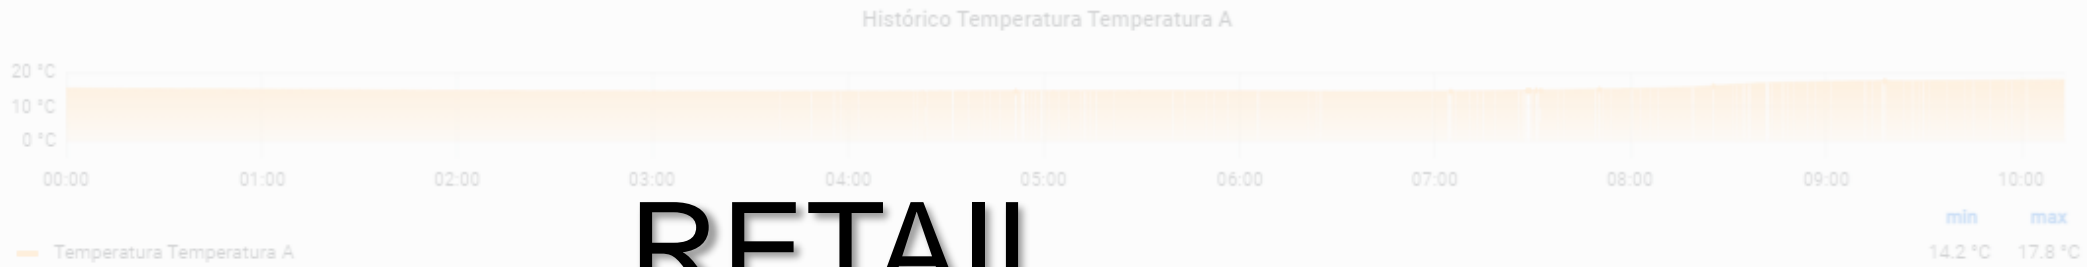 Histórico Temperatura Temperatura A
20 °C
10 °C
0 °C
00:00 01:00 02:00 03:00 04:00 05:00 06:00 07:00 08:00 09:00 10:00
min max
Temperatura Temperatura A 14.2 °C 17.8 °C
RETAIL